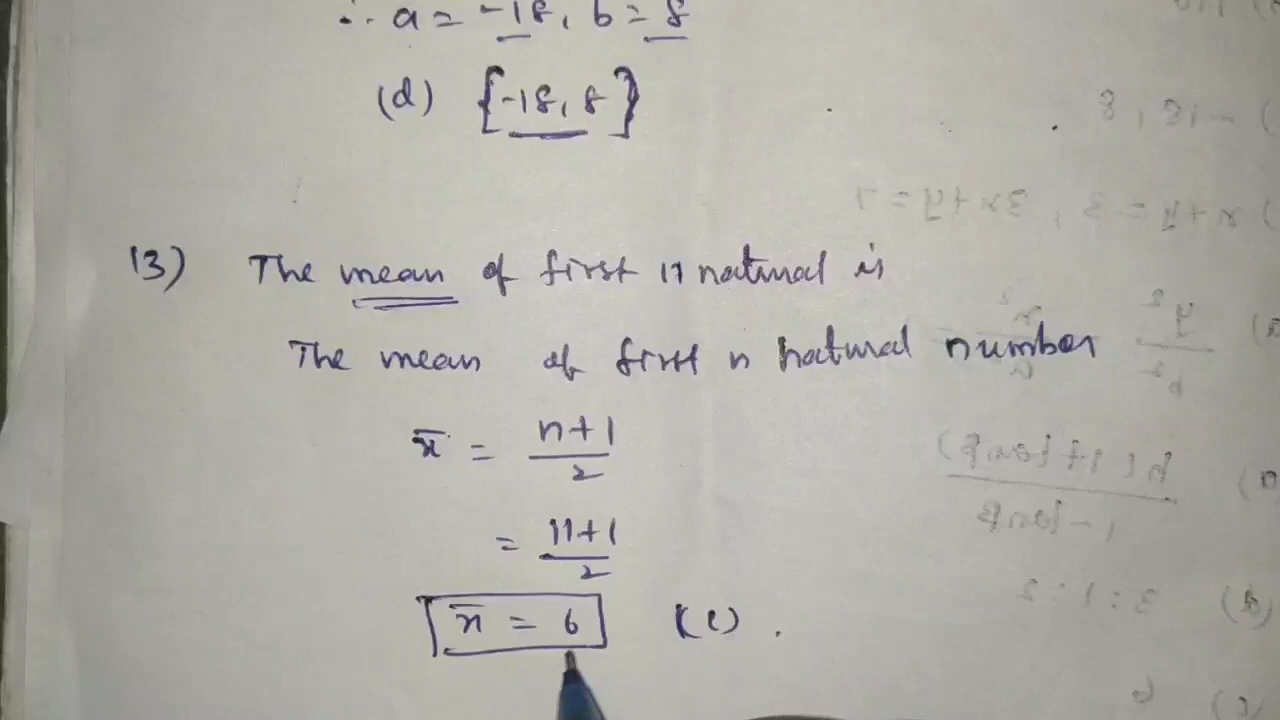 ∴ a = -18, b = 8
(d) {-18, 8}
13) The mean of first 11 natural is
The mean of first n natural number
x̄ = n+1/2
= 11+1/2
x̄ = 6 (c).